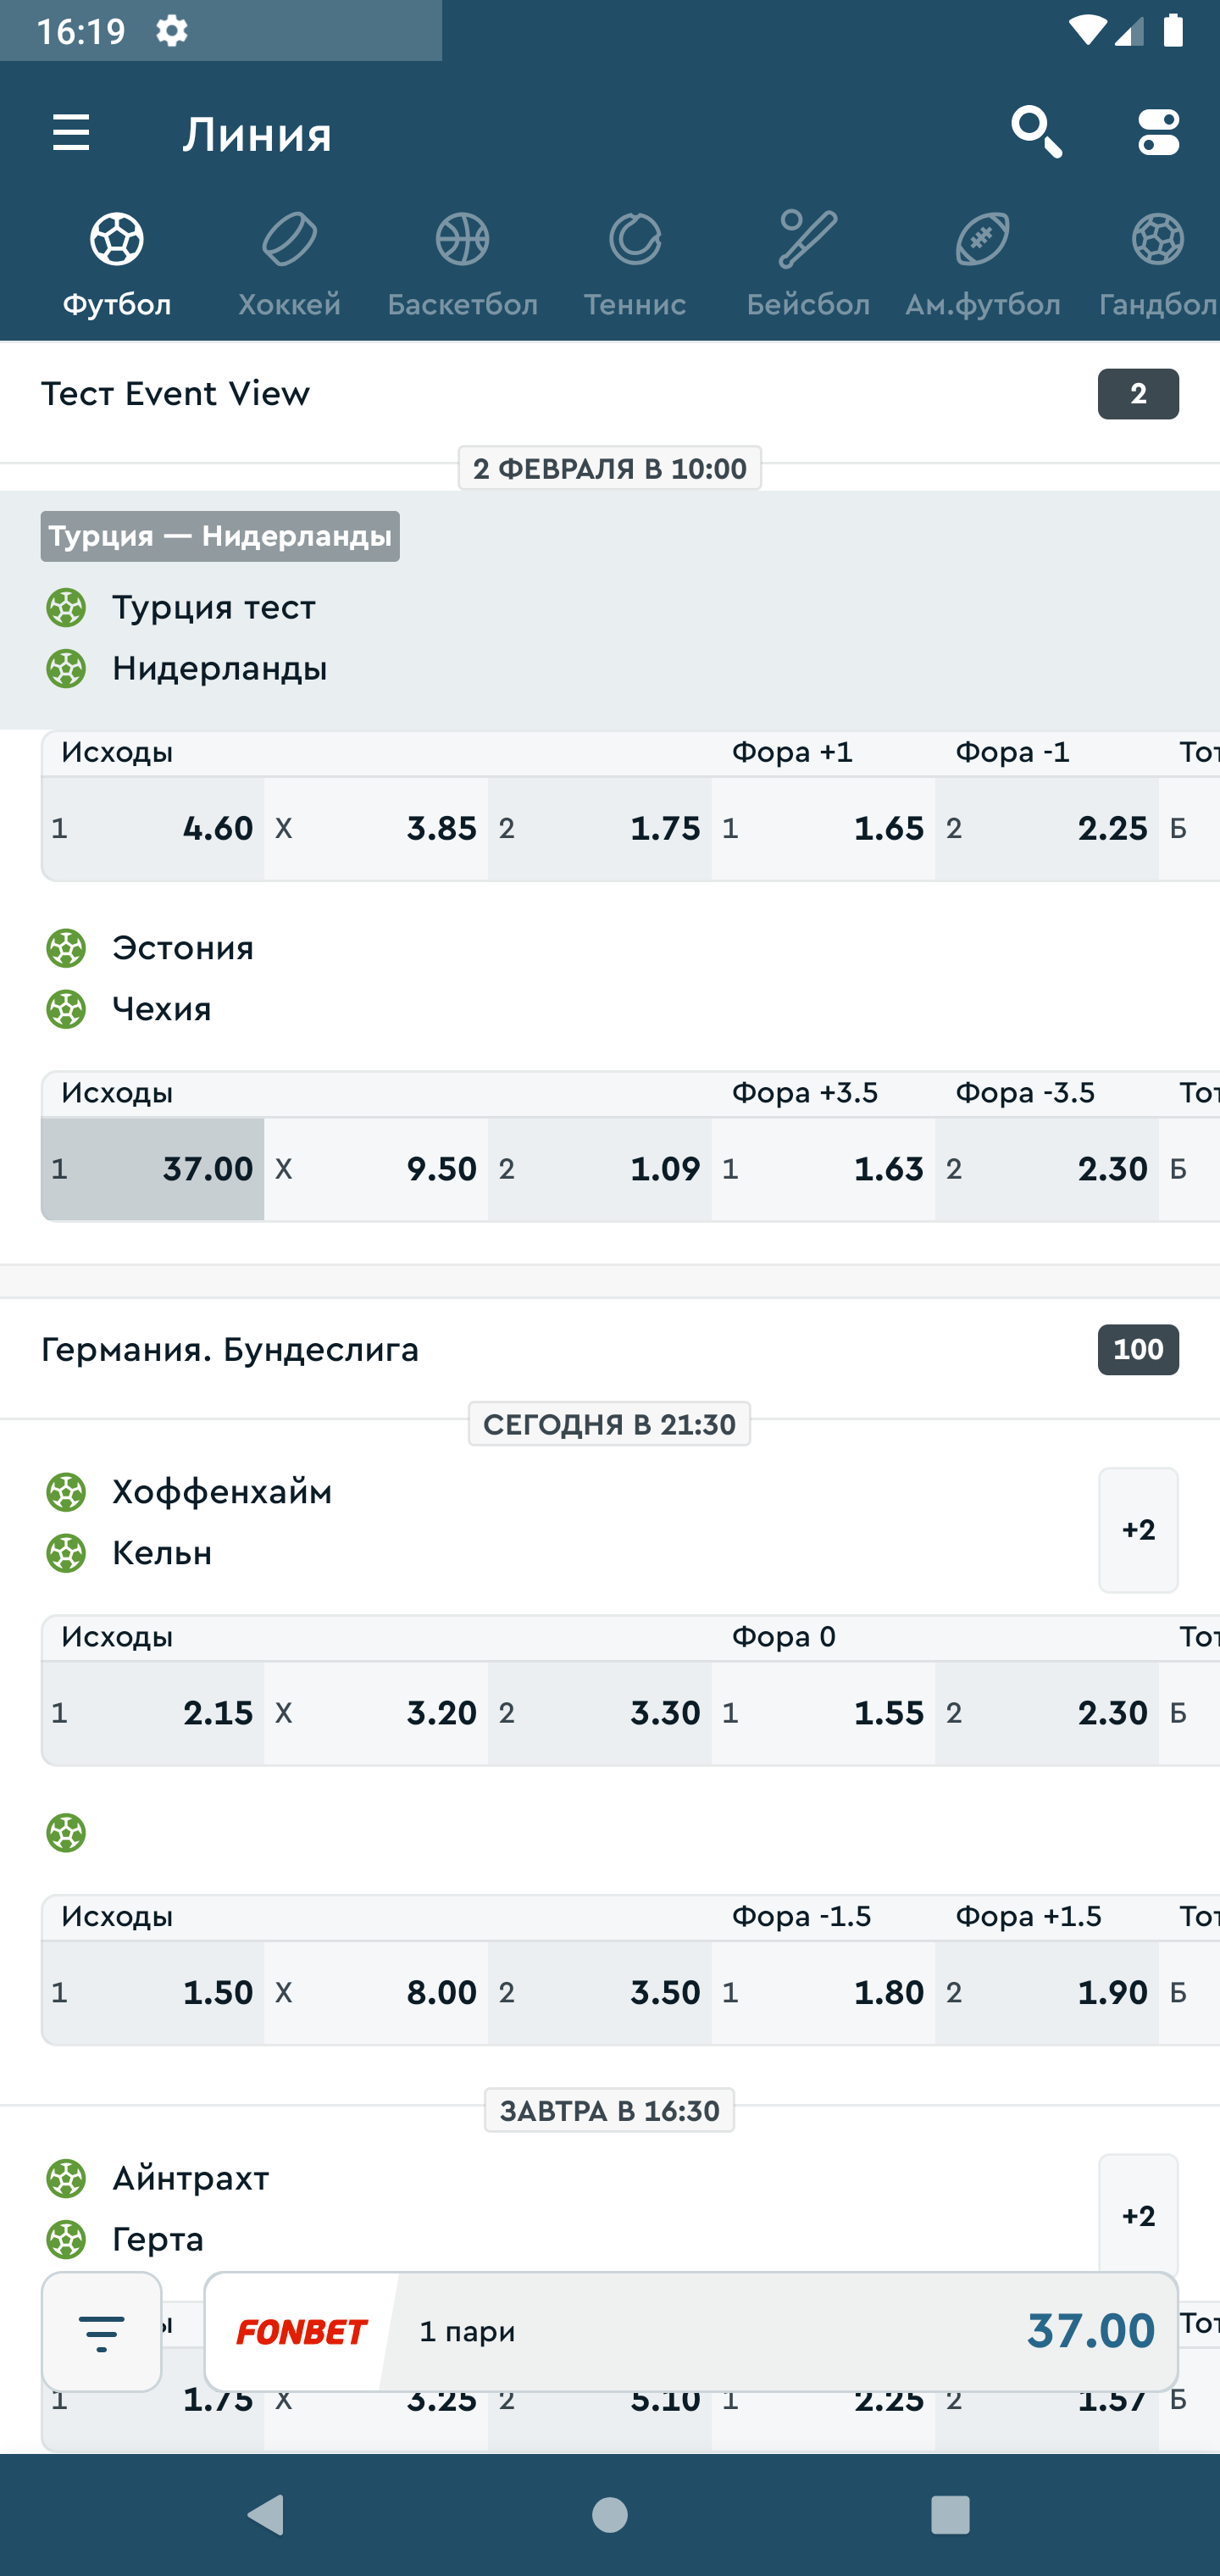 16:19
Линия
Футбол Хоккей Баскетбол Теннис Бейсбол Ам.футбол Гандбол
Тест Event View 2
2 ФЕВРАЛЯ В 10:00
Турция — Нидерланды
Турция тест
Нидерланды
Исходы Фора +1 Фора -1 Тот
1 4.60 X 3.85 2 1.75 1 1.65 2 2.25 Б
Эстония
Чехия
Исходы Фора +3.5 Фора -3.5 Тот
1 37.00 X 9.50 2 1.09 1 1.63 2 2.30 Б
Германия. Бундеслига 100
СЕГОДНЯ В 21:30
Хоффенхайм
Кельн
+2
Исходы Фора 0 Тот
1 2.15 X 3.20 2 3.30 1 1.55 2 2.30 Б
Исходы Фора -1.5 Фора +1.5 Тот
1 1.50 X 8.00 2 3.50 1 1.80 2 1.90 Б
ЗАВТРА В 16:30
Айнтрахт
Герта
+2
ы FONBET 1 пари 37.00 Тот
1 1.75 X 3.25 2 5.10 1 2.25 2 1.57 Б